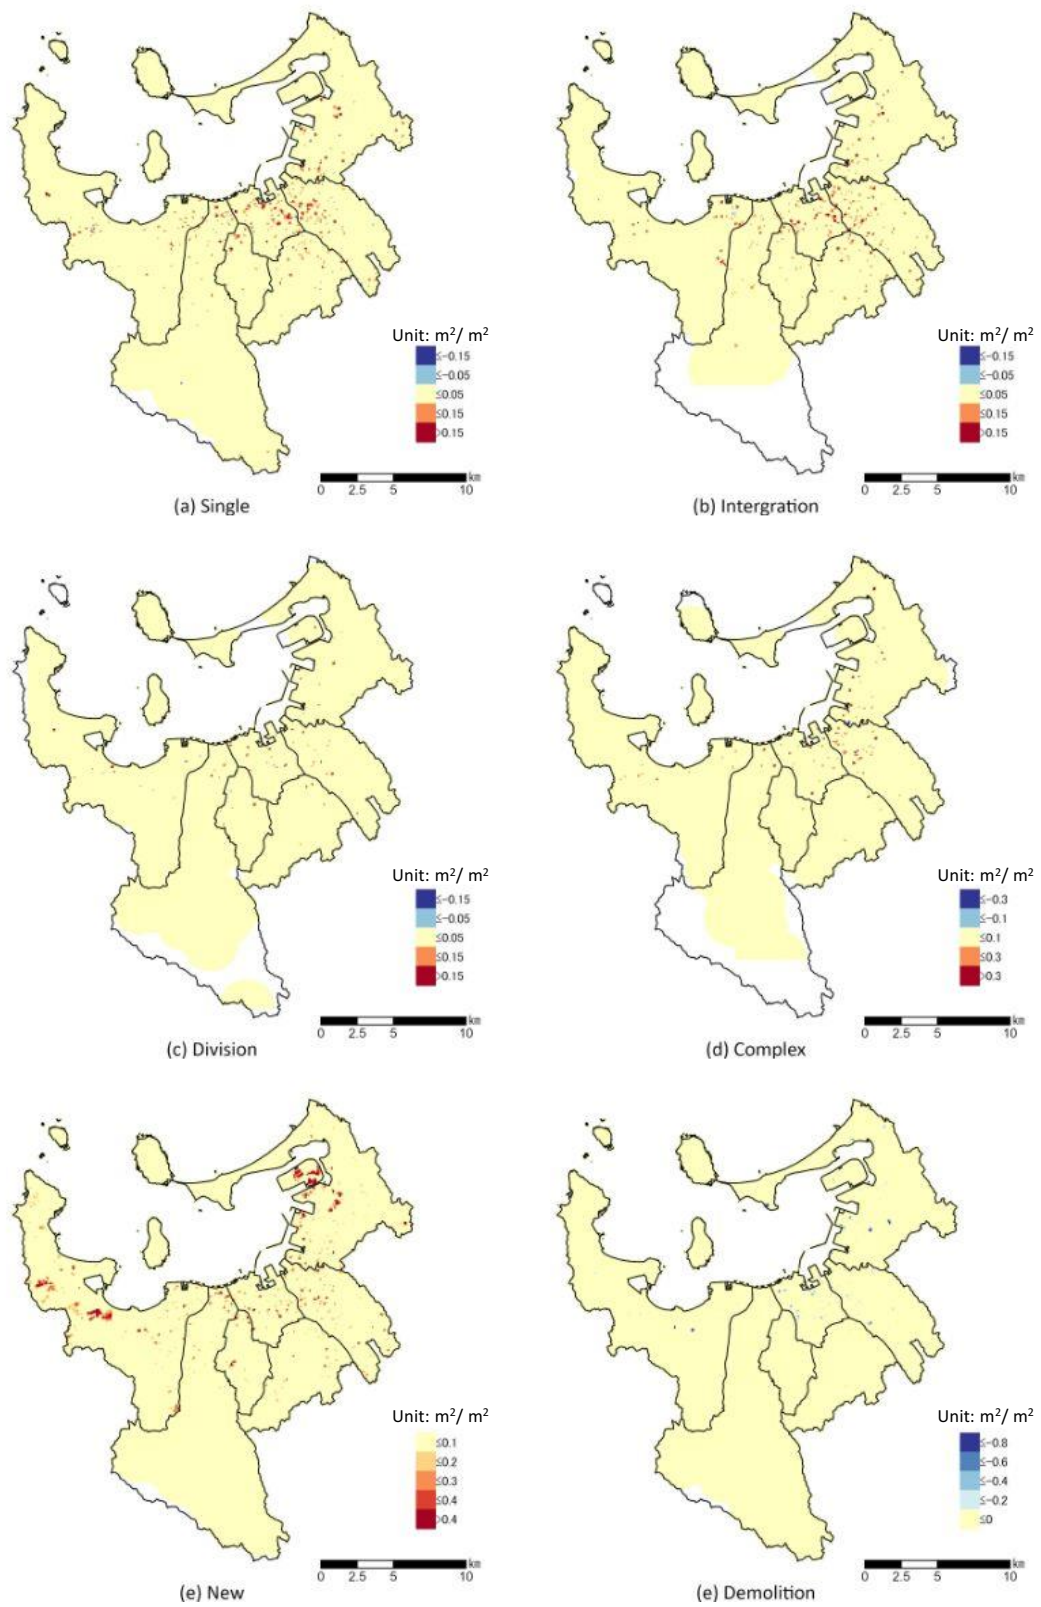 Unit: m²/ m²
≤-0.15
≤-0.05
≤0.05
≤0.15
>0.15
km
0 2.5 5 10
(a) Single
Unit: m²/ m²
≤-0.15
≤-0.05
≤0.05
≤0.15
>0.15
km
0 2.5 5 10
(b) Intergration
Unit: m²/ m²
≤-0.15
≤-0.05
≤0.05
≤0.15
>0.15
km
0 2.5 5 10
(c) Division
Unit: m²/ m²
≤-0.3
≤-0.1
≤0.1
≤0.3
>0.3
km
0 2.5 5 10
(d) Complex
Unit: m²/ m²
≤0.1
≤0.2
≤0.3
≤0.4
>0.4
km
0 2.5 5 10
(e) New
Unit: m²/ m²
≤-0.8
≤-0.6
≤-0.4
≤-0.2
≤0
km
0 2.5 5 10
(e) Demolition